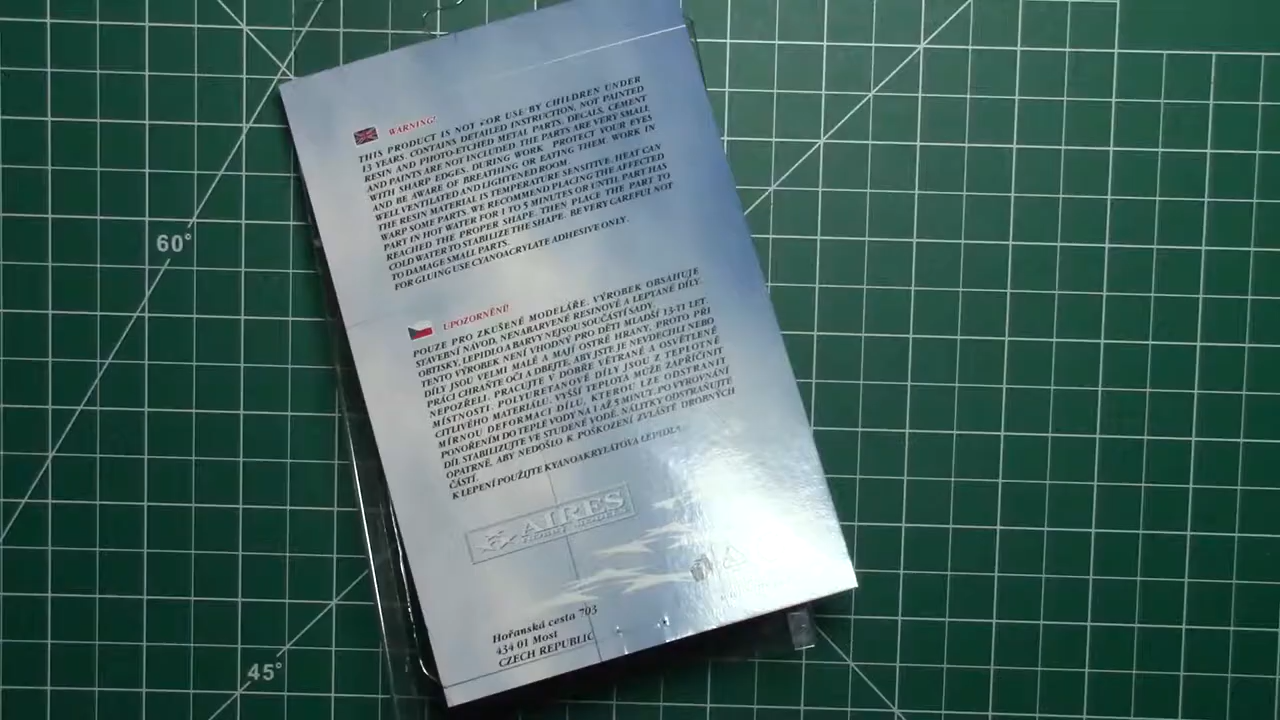 WARNING!
THIS PRODUCT IS NOT FOR USE BY CHILDREN UNDER
13 YEARS. CONTAINS DETAILED INSTRUCTION, NOT PAINTED
RESIN AND PHOTO-ETCHED METAL PARTS. DECALS, CEMENT
AND PAINTS ARE NOT INCLUDED. THE PARTS ARE VERY SMALL
WITH SHARP EDGES. DURING WORK PROTECT YOUR EYES
AND BE AWARE OF BREATHING OR EATING THEM. WORK IN
WELL VENTILATED AND LIGHTENED ROOM.
THE RESIN MATERIAL IS TEMPERATURE SENSITIVE. HEAT CAN
WARP SOME PARTS. WE RECOMMEND PLACING THE AFFECTED
PART IN HOT WATER FOR 1 TO 5 MINUTES OR UNTIL PART HAS
REACHED THE PROPER SHAPE. THEN PLACE THE PART TO
COLD WATER TO STABILIZE THE SHAPE. BE VERY CAREFUL NOT
TO DAMAGE SMALL PARTS.
FOR GLUING USE CYANOACRYLATE ADHESIVE ONLY.
UPOZORNĚNÍ!
POUZE PRO ZKUŠENÉ MODELÁŘE. VÝROBEK OBSAHUJE
STAVEBNÍ NÁVOD, NENABARVENÉ RESINOVÉ A LEPTANÉ DÍLY.
OBTISKY, LEPIDLO A BARVY NEJSOU SOUČÁSTÍ SADY.
TENTO VÝROBEK NENÍ VHODNÝ PRO DĚTI MLADŠÍ 13-TI LET.
DÍLY JSOU VELMI MALÉ A MAJÍ OSTRÉ HRANY, PROTO PŘI
PRÁCI CHRAŇTE OČI A DBEJTE, ABY JSTE JE NEVDECHLI NEBO
NEPOZŘELI. PRACUJTE V DOBŘE VĚTRANÉ A OSVĚTLENÉ
MÍSTNOSTI. POLYURETANOVÉ DÍLY JSOU Z TEPLOTNĚ
CITLIVÉHO MATERIÁLU. VYŠŠÍ TEPLOTA MŮŽE ZAPŘÍČINIT
MÍRNOU DEFORMACI DÍLU, KTEROU LZE ODSTRANIT
PONOŘENÍM DO TEPLÉ VODY NA 1 AŽ 5 MINUT. PO VYROVNÁNÍ
DÍL STABILIZUJTE VE STUDENÉ VODĚ. NÁLITKY ODSTRAŇUJTE
OPATRNĚ, ABY NEDOŠLO K POŠKOZENÍ ZVLÁŠTĚ DROBNÝCH
ČÁSTÍ.
K LEPENÍ POUŽIJTE KYANOAKRYLÁTOVÁ LEPIDLA.
AIRES
HOBBY MODELS
Hořanská cesta 703
434 01 Most
CZECH REPUBLIC
60°
45°